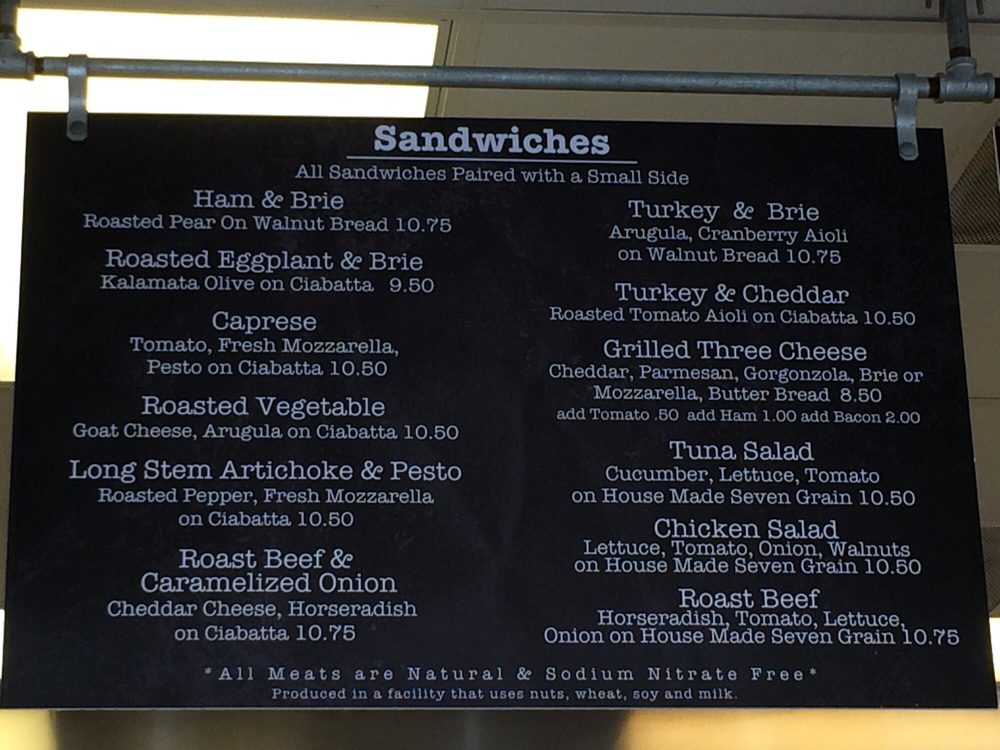 Sandwiches
All Sandwiches Paired with a Small Side
Ham & Brie
Roasted Pear On Walnut Bread 10.75
Roasted Eggplant & Brie
Kalamata Olive on Ciabatta 9.50
Caprese
Tomato, Fresh Mozzarella,
Pesto on Ciabatta 10.50
Roasted Vegetable
Goat Cheese, Arugula on Ciabatta 10.50
Long Stem Artichoke & Pesto
Roasted Pepper, Fresh Mozzarella
on Ciabatta 10.50
Roast Beef &
Caramelized Onion
Cheddar Cheese, Horseradish
on Ciabatta 10.75
Turkey & Brie
Arugula, Cranberry Aioli
on Walnut Bread 10.75
Turkey & Cheddar
Roasted Tomato Aioli on Ciabatta 10.50
Grilled Three Cheese
Cheddar, Parmesan, Gorgonzola, Brie or
Mozzarella, Butter Bread 8.50
add Tomato .50 add Ham 1.00 add Bacon 2.00
Tuna Salad
Cucumber, Lettuce, Tomato
on House Made Seven Grain 10.50
Chicken Salad
Lettuce, Tomato, Onion, Walnuts
on House Made Seven Grain 10.50
Roast Beef
Horseradish, Tomato, Lettuce,
Onion on House Made Seven Grain 10.75
*All Meats are Natural & Sodium Nitrate Free*
Produced in a facility that uses nuts, wheat, soy and milk.